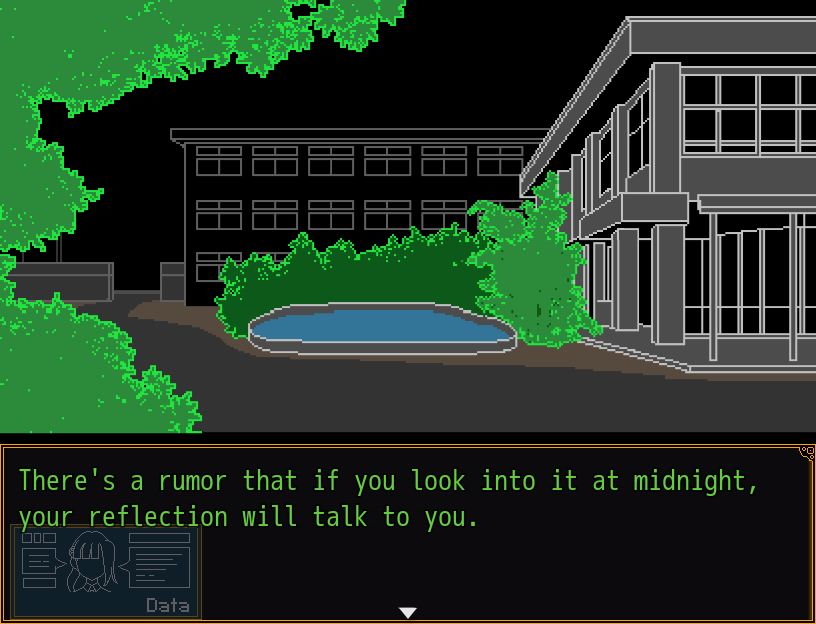 There's a rumor that if you look into it at midnight,
your reflection will talk to you.
Data